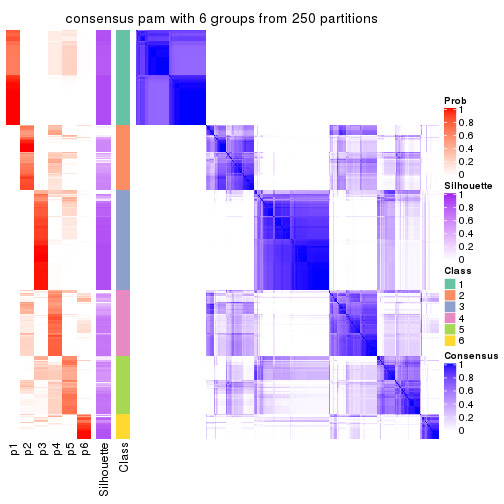 consensus pam with 6 groups from 250 partitions
Prob
1
0.8
0.6
0.4
0.2
0
Silhouette
1
0.8
0.6
0.4
0.2
0
Class
1
2
3
4
5
6
Consensus
1
0.8
0.6
0.4
0.2
0
p1
p2
p3
p4
p5
p6
Silhouette
Class